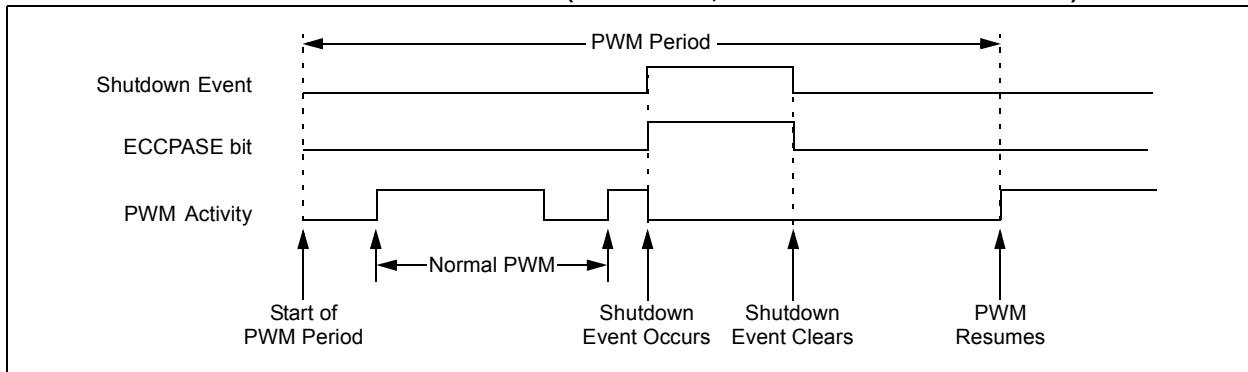 PWM Period
Shutdown Event
ECCPASE bit
PWM Activity
Normal PWM
Start of
PWM Period
Shutdown
Event Occurs
Shutdown
Event Clears
PWM
Resumes